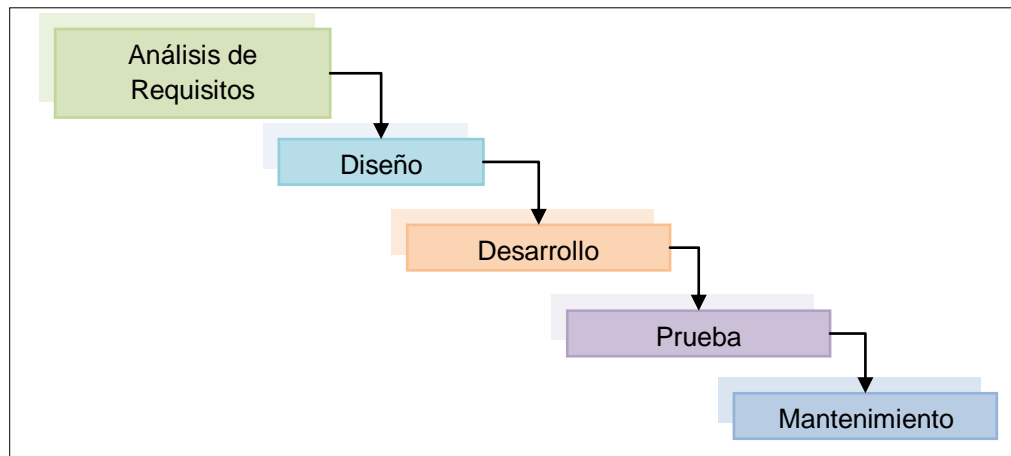 Análisis de
Requisitos
Diseño
Desarrollo
Prueba
Mantenimiento